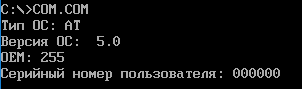 C:\>COM.COM
Тип ОС: AT
Версия ОС:  5.0
OEM: 255
Серийный номер пользователя: 000000